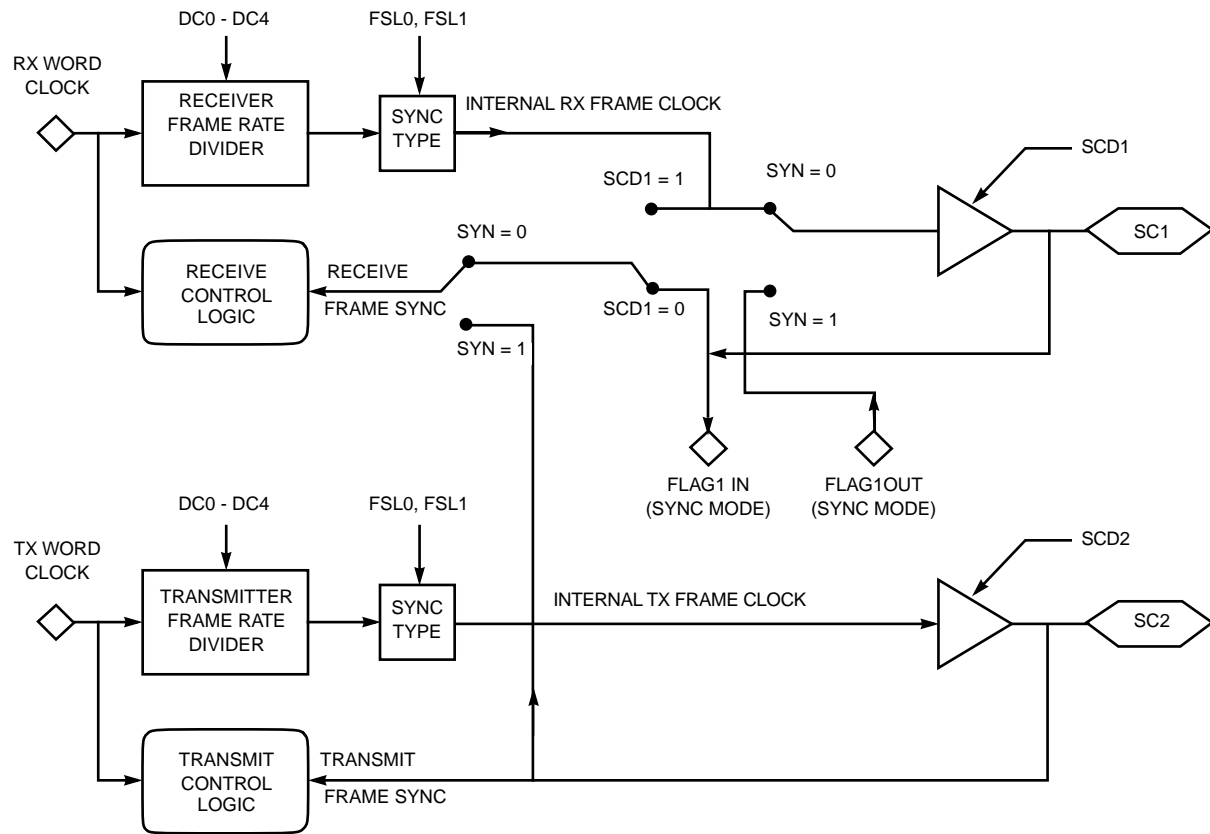 DC0 - DC4
FSL0, FSL1
RX WORD
CLOCK
RECEIVER
FRAME RATE
DIVIDER
SYNC
TYPE
INTERNAL RX FRAME CLOCK
SCD1 = 1
SYN = 0
SCD1
SC1
SYN = 0
RECEIVE
CONTROL
LOGIC
RECEIVE
FRAME SYNC
SCD1 = 0
SYN = 1
SYN = 1
FLAG1 IN
(SYNC MODE)
FLAG1OUT
(SYNC MODE)
DC0 - DC4
FSL0, FSL1
TX WORD
CLOCK
TRANSMITTER
FRAME RATE
DIVIDER
SYNC
TYPE
INTERNAL TX FRAME CLOCK
SCD2
SC2
TRANSMIT
CONTROL
LOGIC
TRANSMIT
FRAME SYNC